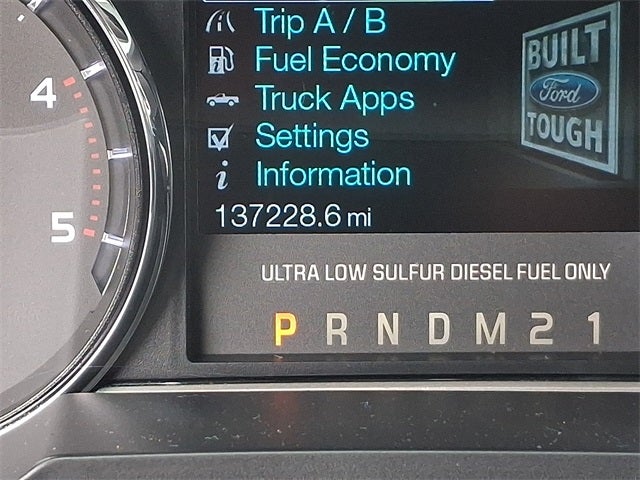 Trip A / B
Fuel Economy
Truck Apps
Settings
Information
137228.6 mi
BUILT
Ford
TOUGH
4
5
ULTRA LOW SULFUR DIESEL FUEL ONLY
P R N D M 2 1